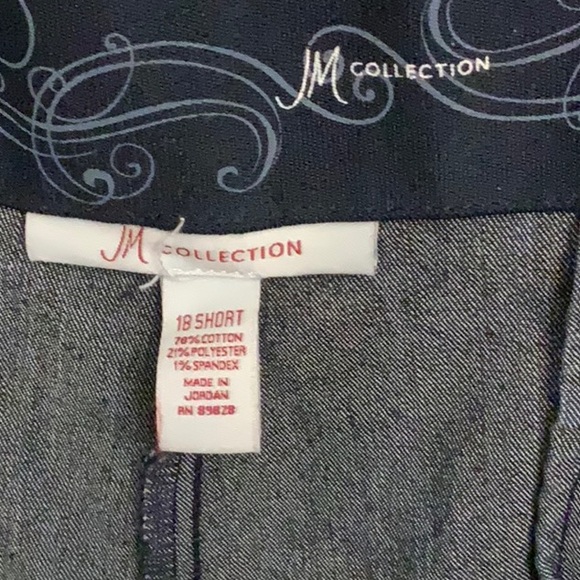 JM COLLECTION
JM COLLECTION
18 SHORT
78% COTTON
21% POLYESTER
1% SPANDEX
MADE IN
JORDAN
RN 89828